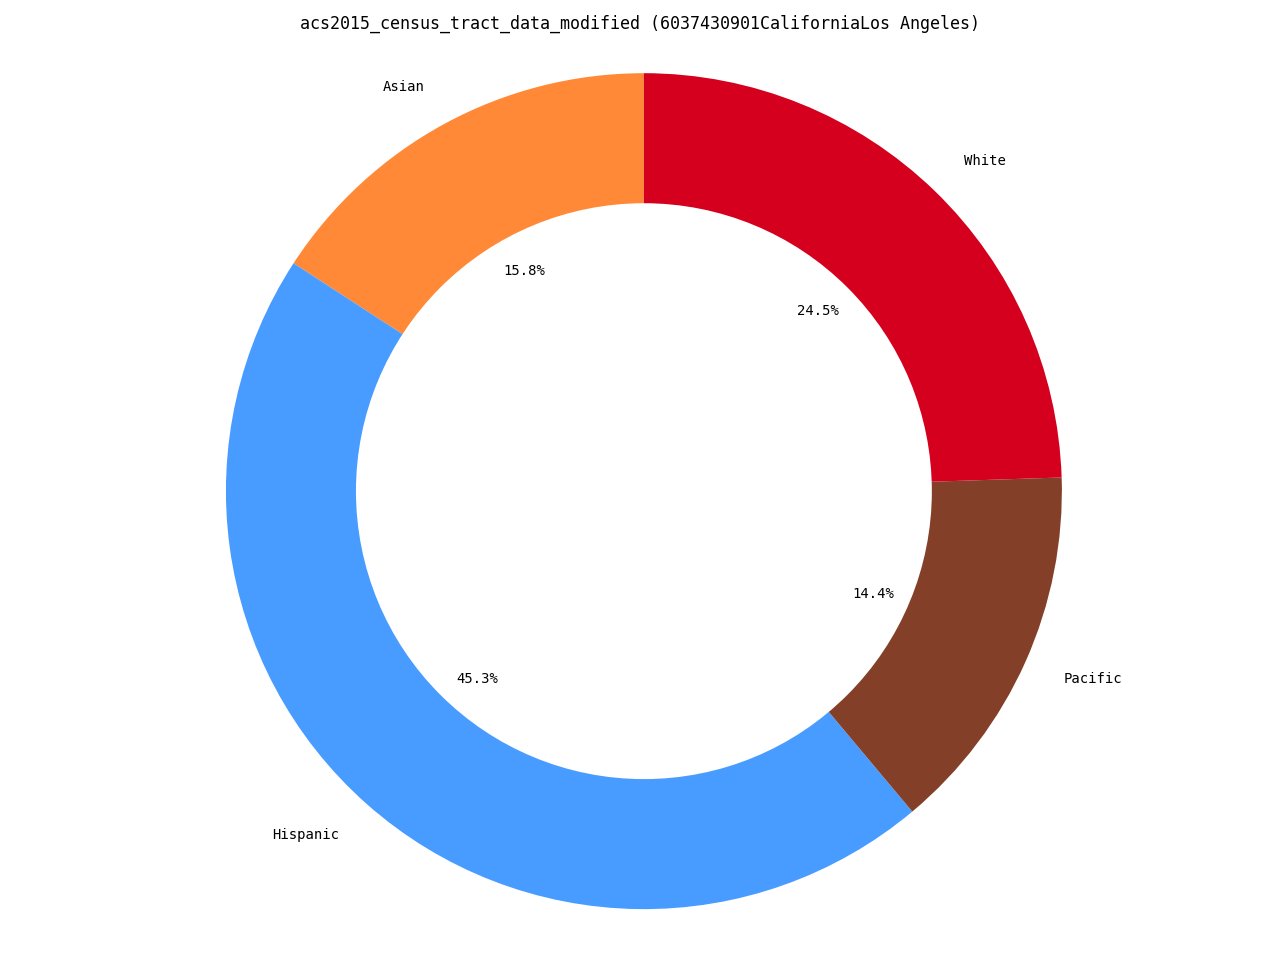 acs2015_census_tract_data_modified (6037430901CaliforniaLos Angeles)
Asian
White
15.8%
24.5%
14.4%
45.3%
Pacific
Hispanic